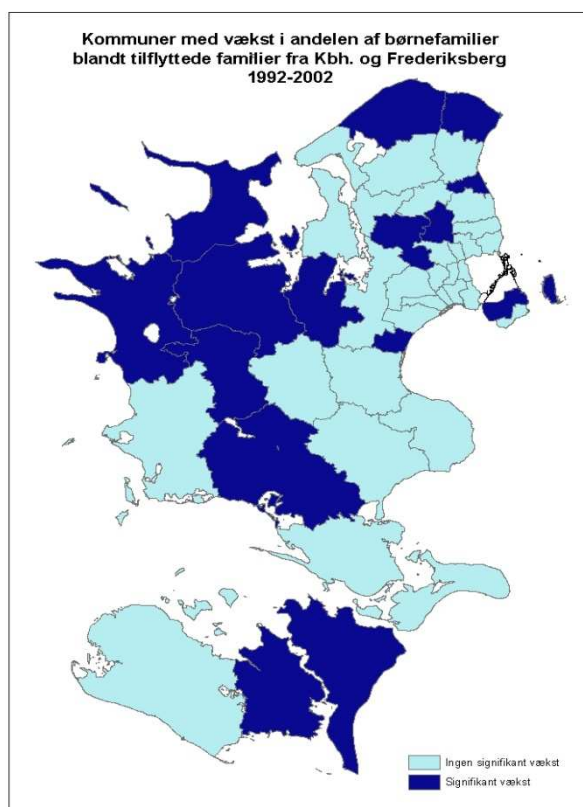 Kommuner med vækst i andelen af børnefamilier
blandt tilflyttede familier fra Kbh. og Frederiksberg
1992-2002
Ingen signifikant vækst
Signifikant vækst